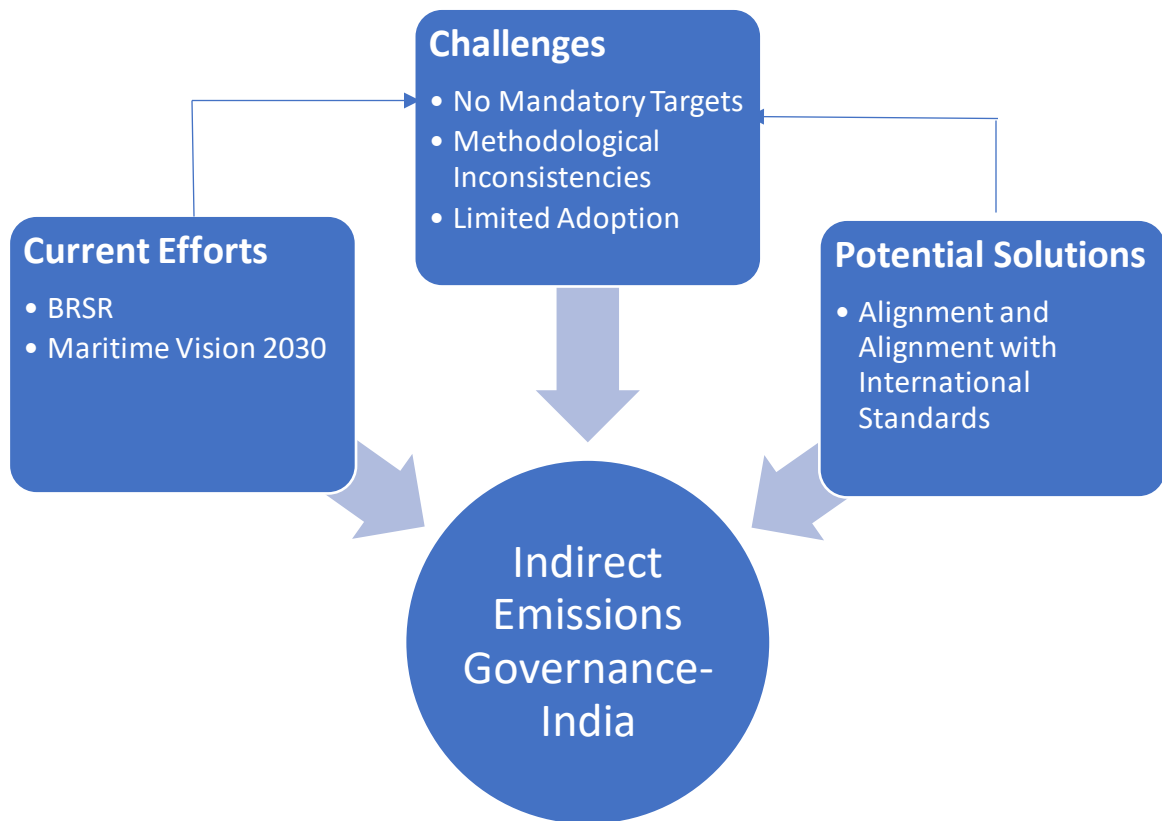 Challenges
• No Mandatory Targets
• Methodological
Inconsistencies
• Limited Adoption
Current Efforts
• BRSR
• Maritime Vision 2030
Potential Solutions
• Alignment and
Alignment with
International
Standards
Indirect
Emissions
Governance-
India